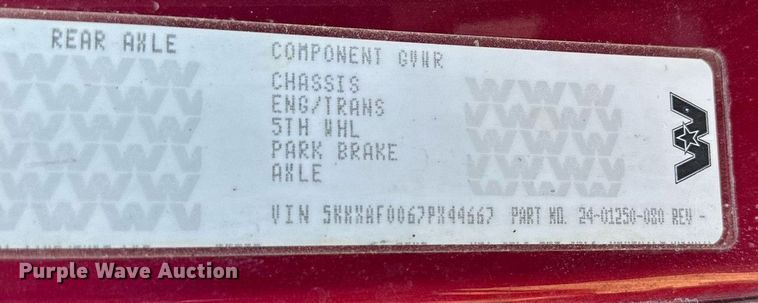 REAR AXLE
COMPONENT GVWR
CHASSIS
ENG/TRANS
5TH WHL
PARK BRAKE
AXLE
VIN 5KKXAF0067PX44667 PART NO. 24-01250-080 REV -
Purple Wave Auction